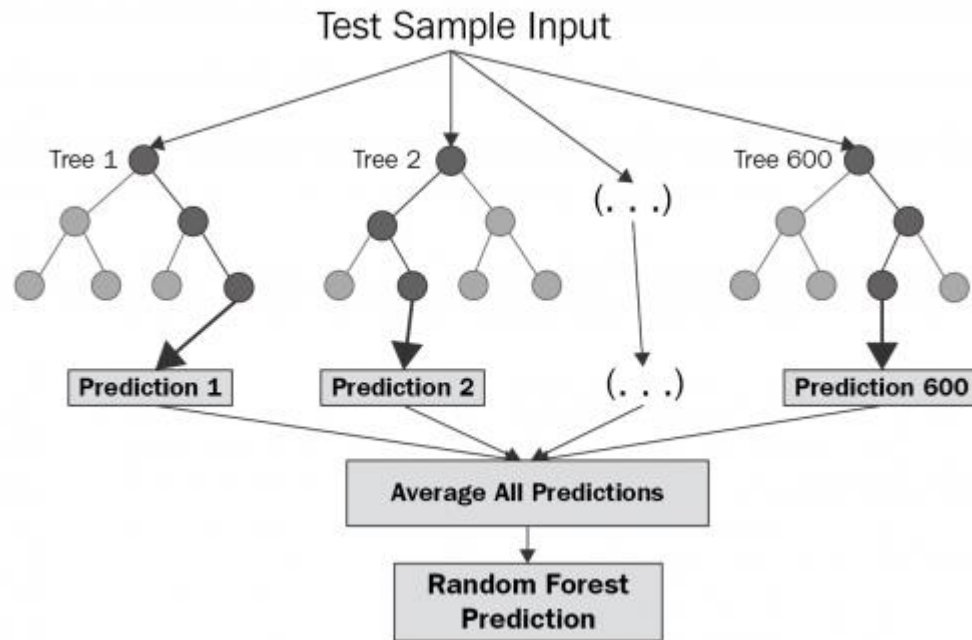 Test Sample Input
Tree 1
Tree 2
Tree 600
(. . .)
Prediction 1
Prediction 2
(. . .)
Prediction 600
Average All Predictions
Random Forest
Prediction